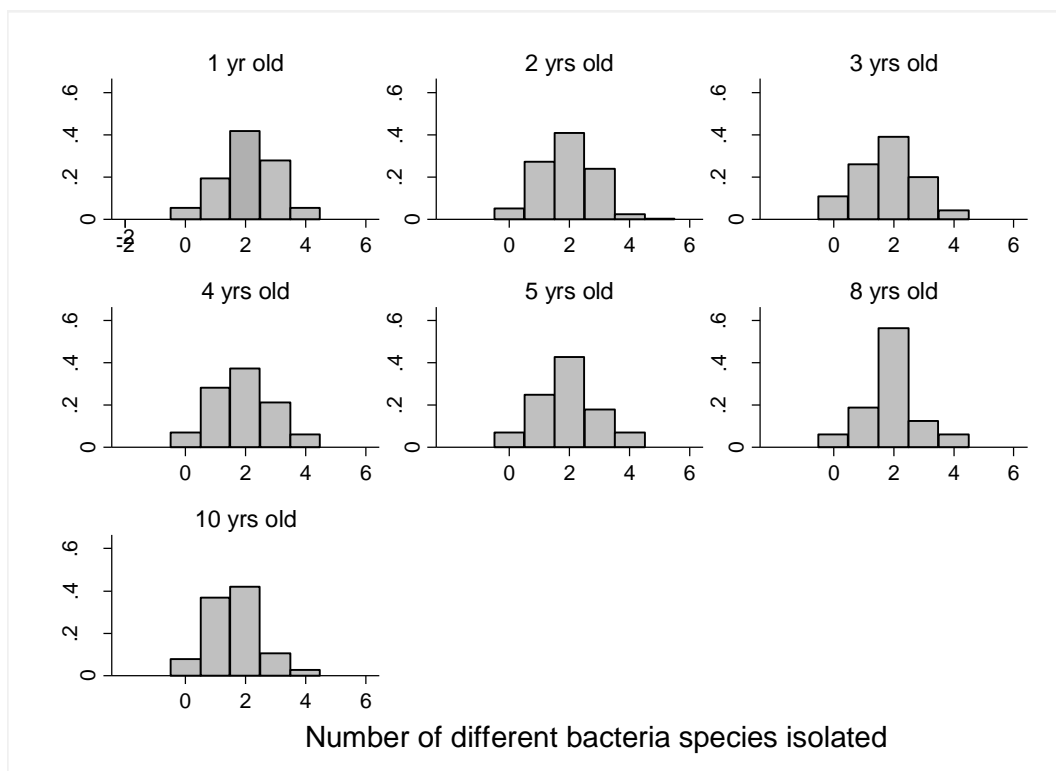 1 yr old 2 yrs old 3 yrs old
.6 .6 .6
.4 .4 .4
.2 .2 .2
0 0 0
-2 0 2 4 6 0 2 4 6 0 2 4 6
4 yrs old 5 yrs old 8 yrs old
.6 .6 .6
.4 .4 .4
.2 .2 .2
0 0 0
0 2 4 6 0 2 4 6 0 2 4 6
10 yrs old
.6
.4
.2
0
0 2 4 6
Number of different bacteria species isolated